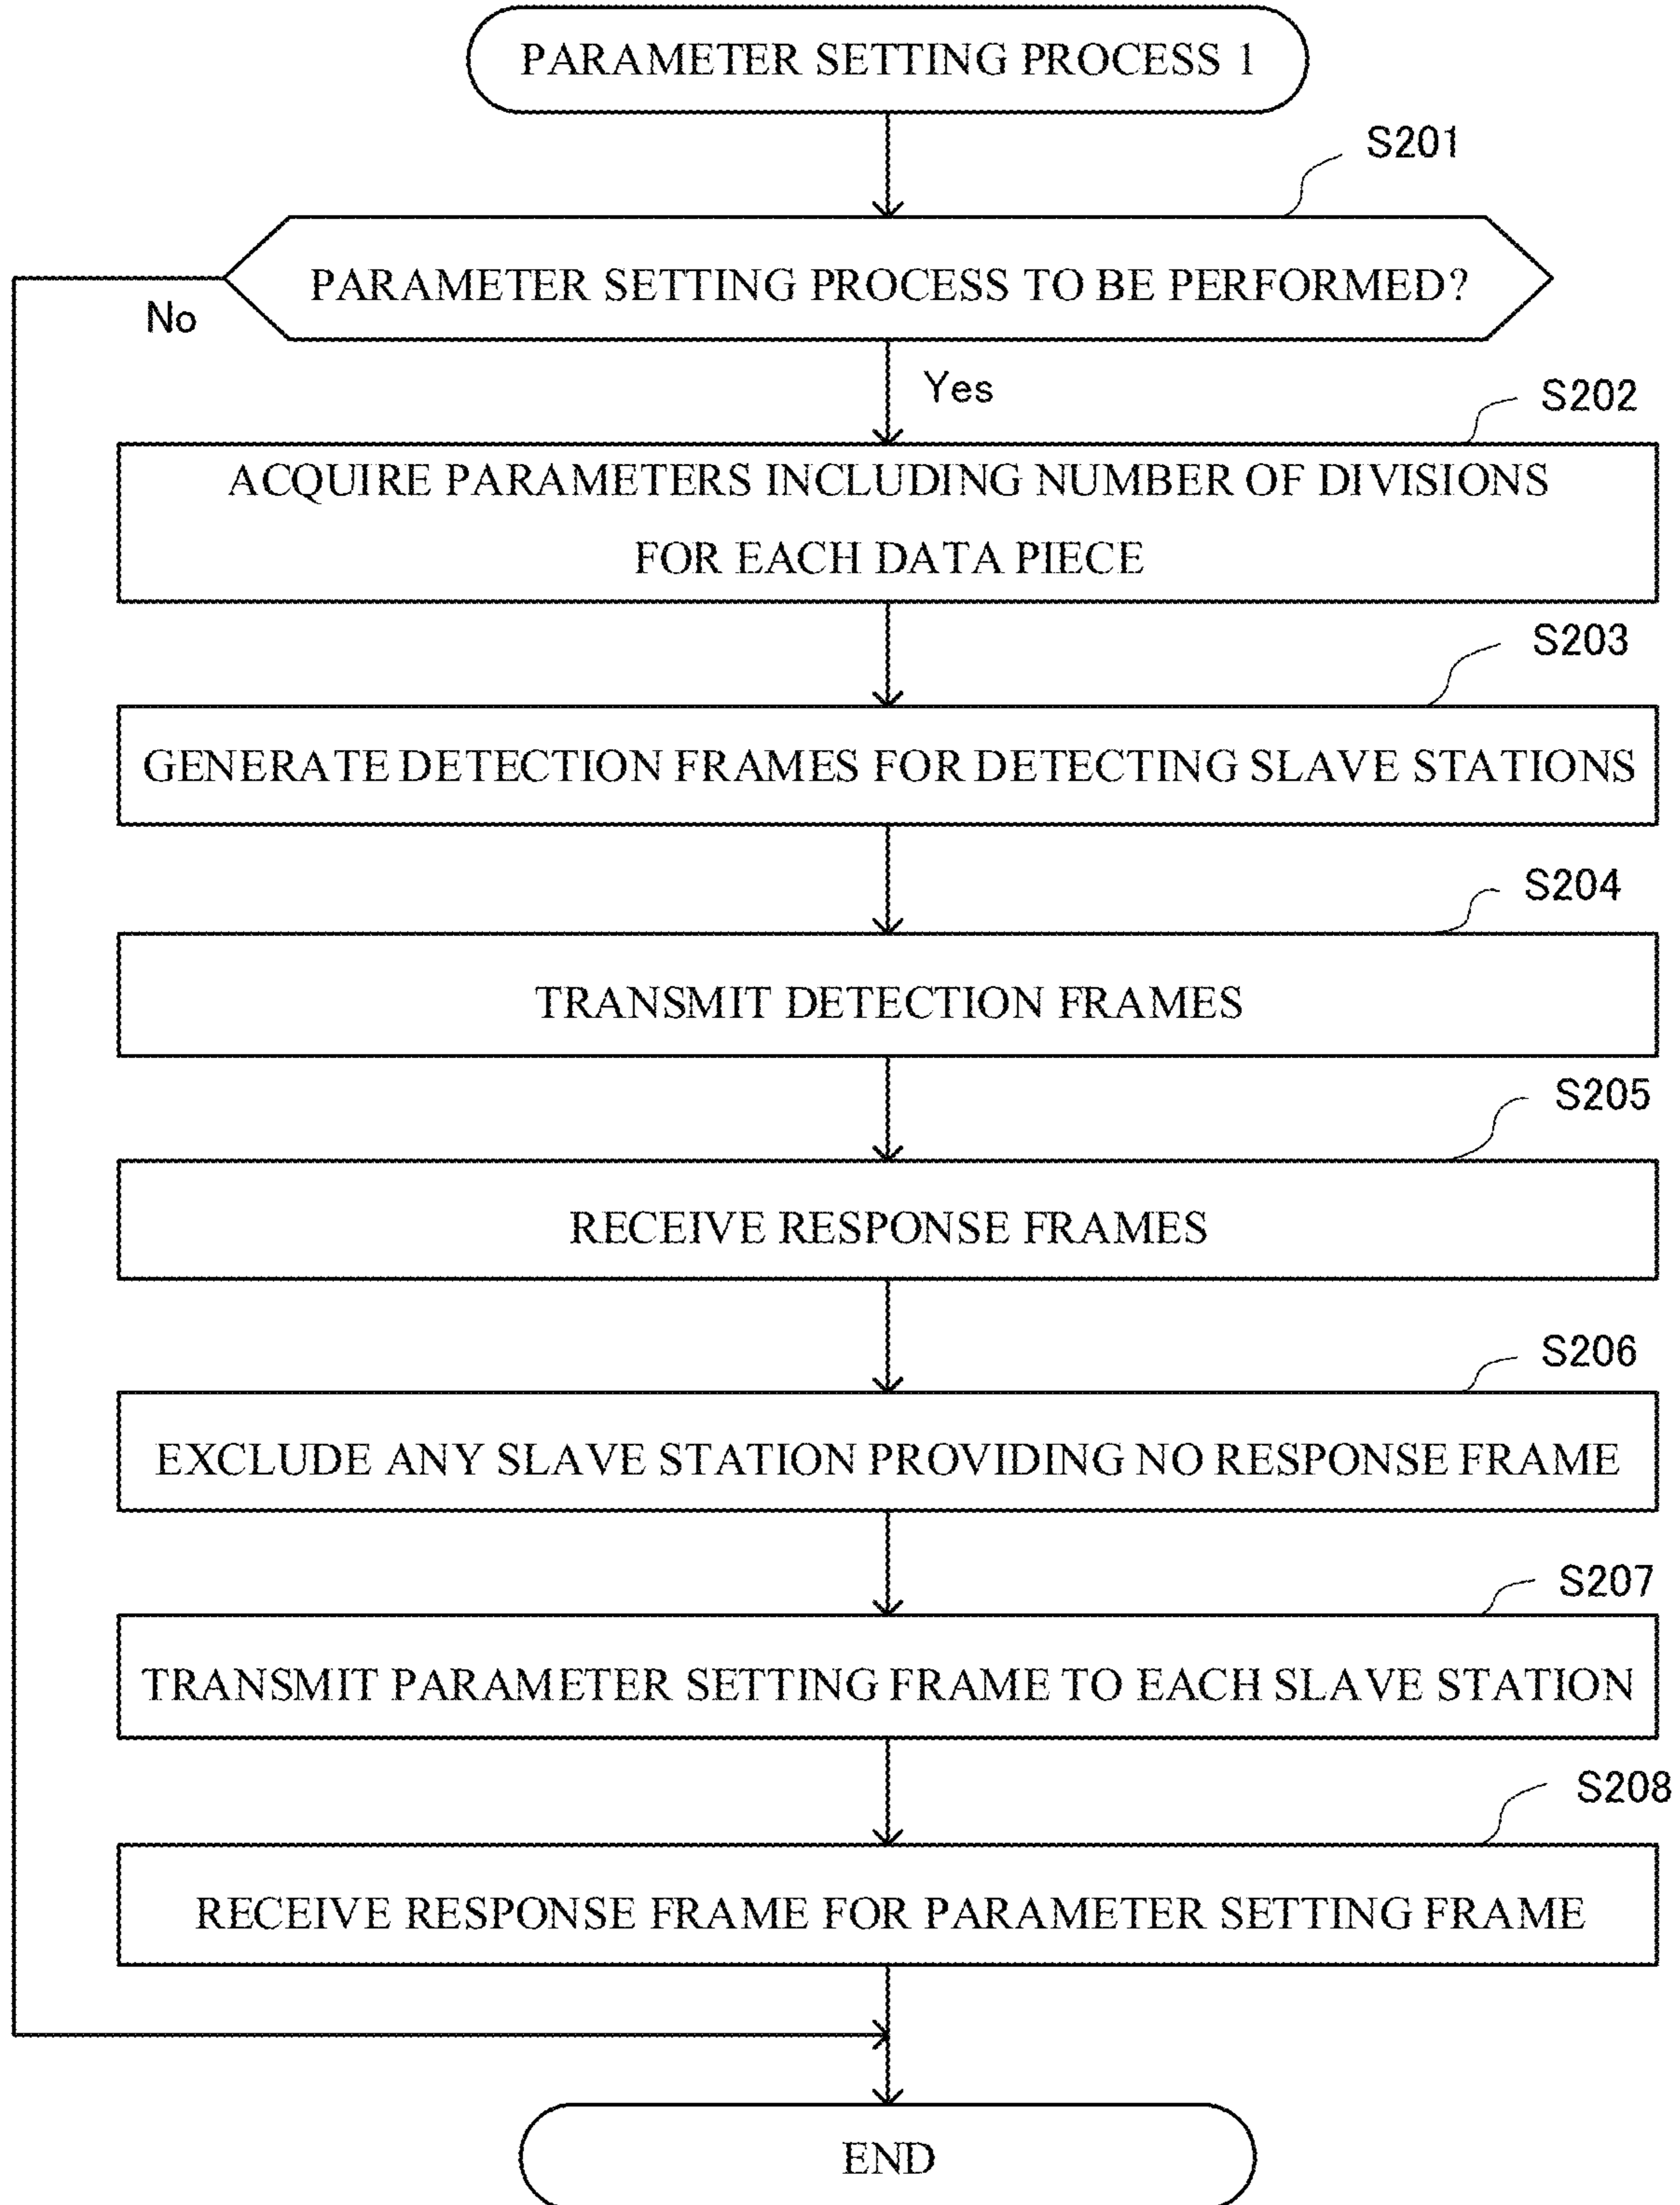 PARAMETER SETTING PROCESS 1
S201
PARAMETER SETTING PROCESS TO BE PERFORMED?
No
Yes
S202
ACQUIRE PARAMETERS INCLUDING NUMBER OF DIVISIONS
FOR EACH DATA PIECE
S203
GENERATE DETECTION FRAMES FOR DETECTING SLAVE STATIONS
S204
TRANSMIT DETECTION FRAMES
S205
RECEIVE RESPONSE FRAMES
S206
EXCLUDE ANY SLAVE STATION PROVIDING NO RESPONSE FRAME
S207
TRANSMIT PARAMETER SETTING FRAME TO EACH SLAVE STATION
S208
RECEIVE RESPONSE FRAME FOR PARAMETER SETTING FRAME
END